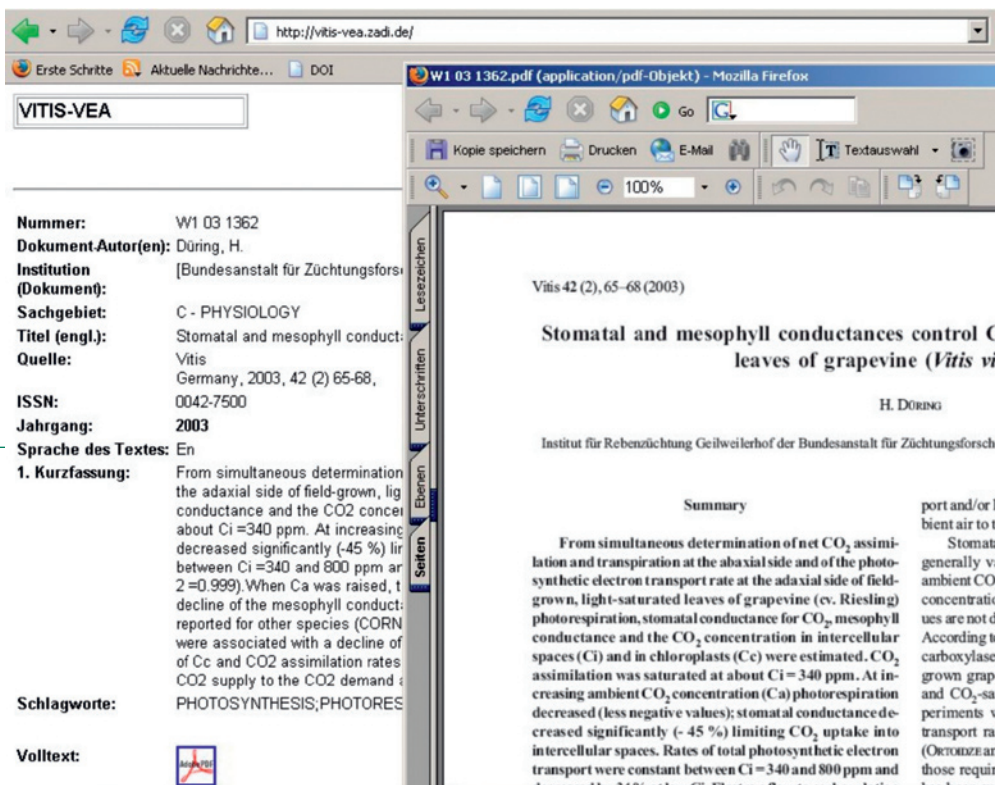 http://vitis-vea.zadi.de/
Erste Schritte
Aktuelle Nachrichte...
DOI
VITIS-VEA
Nummer: W1 03 1362
Dokument-Autor(en): Düring, H.
Institution [Bundesanstalt für Züchtungsfors
(Dokument):
Sachgebiet: C - PHYSIOLOGY
Titel (engl.): Stomatal and mesophyll conduct
Quelle: Vitis
Germany, 2003, 42 (2) 65-68,
ISSN: 0042-7500
Jahrgang: 2003
Sprache des Textes: En
1. Kurzfassung: From simultaneous determination
the adaxial side of field-grown, lig
conductance and the CO2 concen
about Ci =340 ppm. At increasing
decreased significantly (-45 %) lim
between Ci =340 and 800 ppm an
2 =0.999).When Ca was raised, t
decline of the mesophyll conducta
reported for other species (CORN
were associated with a decline of
of Cc and CO2 assimilation rates
CO2 supply to the CO2 demand a
Schlagworte: PHOTOSYNTHESIS;PHOTORES
Volltext:
Adobe PDF
W1 03 1362.pdf (application/pdf-Objekt) - Mozilla Firefox
Go
G
Kopie speichern Drucken E-Mail Textauswahl
100%
Lesezeichen
Unterschriften
Ebenen
Seiten
Vitis 42 (2), 65–68 (2003)
Stomatal and mesophyll conductances control C
leaves of grapevine (Vitis vi
H. DÜRING
Institut für Rebenzüchtung Geilweilerhof der Bundesanstalt für Züchtungsforsch
Summary
From simultaneous determination of net CO₂ assimi-
lation and transpiration at the abaxial side and of the photo-
synthetic electron transport rate at the adaxial side of field-
grown, light-saturated leaves of grapevine (cv. Riesling)
photorespiration, stomatal conductance for CO₂, mesophyll
conductance and the CO₂ concentration in intercellular
spaces (Ci) and in chloroplasts (Cc) were estimated. CO₂
assimilation was saturated at about Ci = 340 ppm. At in-
creasing ambient CO₂ concentration (Ca) photorespiration
decreased (less negative values); stomatal conductance de-
creased significantly (- 45 %) limiting CO₂ uptake into
intercellular spaces. Rates of total photosynthetic electron
transport were constant between Ci = 340 and 800 ppm and
port and/or
bient air to t
Stomata
generally va
ambient CO
concentratio
ues are not d
According to
carboxylase
grown grap
and CO₂-sa
periments v
transport ra
(ORTOIDZE an
those requir